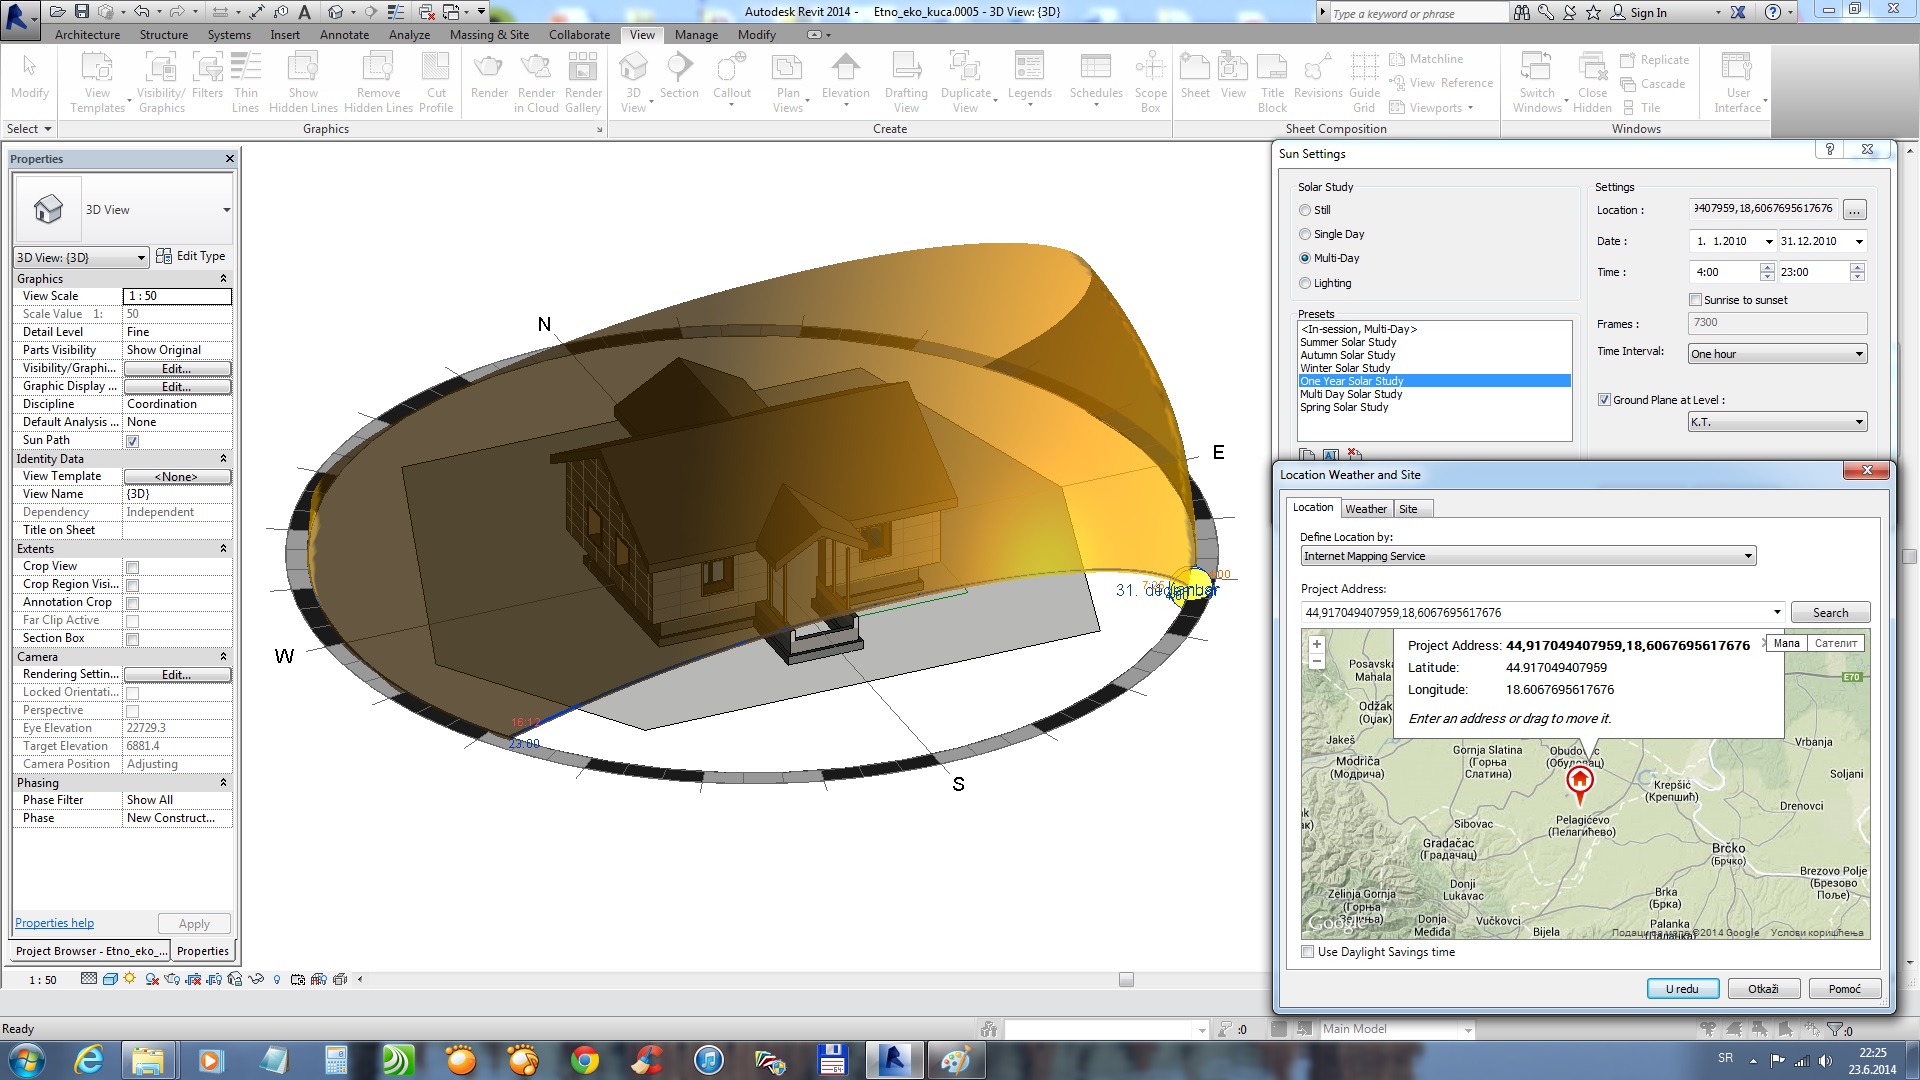 Autodesk Revit 2014 - Etno_eko_kuca.0005 - 3D View: {3D}
Type a keyword or phrase
Sign In
Architecture Structure Systems Insert Annotate Analyze Massing & Site Collaborate View Manage Modify
Modify
View Templates
Visibility/ Graphics
Filters
Thin Lines
Show Hidden Lines
Remove Hidden Lines
Cut Profile
Render
Render in Cloud
Render Gallery
3D View
Section
Callout
Plan Views
Elevation
Drafting View
Duplicate View
Legends
Schedules
Scope Box
Sheet
View
Title Block
Revisions
Guide Grid
Matchline
View Reference
Viewports
Switch Windows
Close Hidden
Replicate
Cascade
Tile
User Interface
Select
Graphics
Create
Sheet Composition
Windows
Properties
3D View
3D View: {3D}
Edit Type
Graphics
View Scale 1 : 50
Scale Value 1: 50
Detail Level Fine
Parts Visibility Show Original
Visibility/Graphi... Edit...
Graphic Display ... Edit...
Discipline Coordination
Default Analysis ... None
Sun Path
Identity Data
View Template <None>
View Name {3D}
Dependency Independent
Title on Sheet
Extents
Crop View
Crop Region Visi...
Annotation Crop
Far Clip Active
Section Box
Camera
Rendering Settin... Edit...
Locked Orientati...
Perspective
Eye Elevation 22729.3
Target Elevation 6881.4
Camera Position Adjusting
Phasing
Phase Filter Show All
Phase New Construct...
Properties help
Apply
Project Browser - Etno_eko_... Properties
1 : 50
Ready
N
E
W
S
16:12
23:00
Sun Settings
Solar Study
Still
Single Day
Multi-Day
Lighting
Presets
<In-session, Multi-Day>
Summer Solar Study
Autumn Solar Study
Winter Solar Study
One Year Solar Study
Multi Day Solar Study
Spring Solar Study
Settings
Location : 9407959,18,6067695617676 ...
Date : 1. 1.2010 31.12.2010
Time : 4:00 23:00
Sunrise to sunset
Frames : 7300
Time Interval: One hour
Ground Plane at Level :
K.T.
Location Weather and Site
Location Weather Site
Define Location by:
Internet Mapping Service
Project Address:
44,917049407959,18,6067695617676
Search
Project Address: 44,917049407959,18,6067695617676
Latitude: 44.917049407959
Longitude: 18.6067695617676
Enter an address or drag to move it.
Мапа Сателит
E70
Posavska
Mahala
Odžak
(Оџак)
Jakeš
Modriča
(Модрича)
Gornja Slatina
(Горња
Слатина)
Obudovac
(Обудовац)
Vrbanja
Soljani
Krepšić
(Крепшић)
Drenovci
Sibovac
Pelagićevo
(Пелагићево)
Gradačac
(Градачац)
Brčko
(Брчко)
Brezovo Polje
(Брезово
Поље)
Donji
Lukavac
Brka
(Брка)
Zelinja Gornja
(Горња
Зелиња)
Donja
Međiđa
Vučkovci
Bijela
Palanka
(Паланка)
Google
Подаци мапе ©2014 Google Услови коришћења
Use Daylight Savings time
U redu
Otkaži
Pomoć
:0
Main Model
:0
SR
22:25
23.6.2014